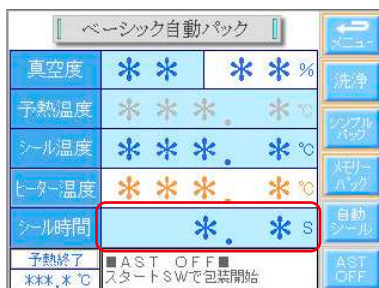 ベーシック自動パック
メニュー
真空度 ** ** %
洗浄
予熱温度 ***.* ℃
シンプルパック
シール温度 ***.* ℃
メモリーパック
ヒーター温度 ***.* ℃
自動シール
シール時間 *.* S
予熱終了
***.* ℃
■AST OFF■
スタートSWで包装開始
AST OFF